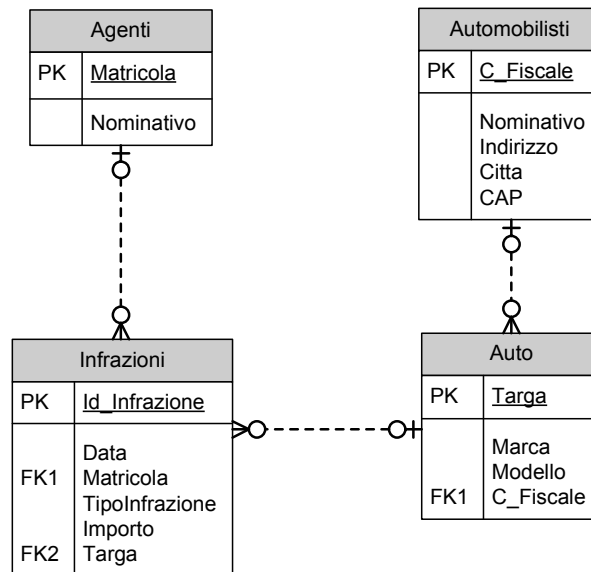 Agenti
PK Matricola
Nominativo
Automobilisti
PK C_Fiscale
Nominativo
Indirizzo
Citta
CAP
Infrazioni
PK Id_Infrazione
Data
FK1 Matricola
TipoInfrazione
Importo
FK2 Targa
Auto
PK Targa
Marca
Modello
FK1 C_Fiscale